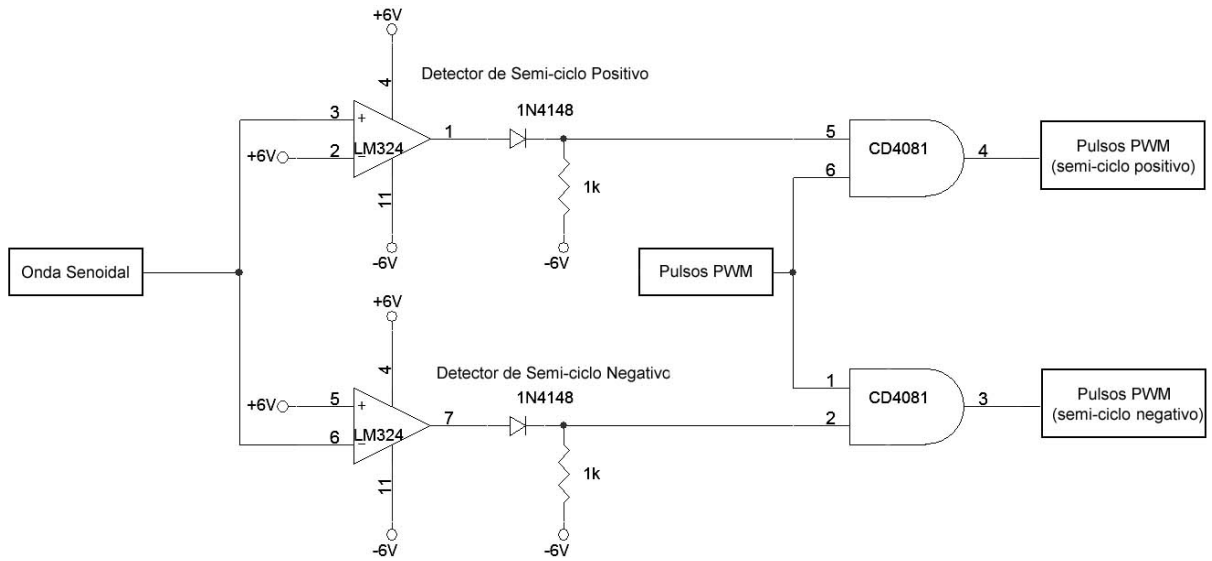 +6V
4
Detector de Semi-ciclo Positivo
1N4148
3
+
1
LM324
+6V
2
−
11
-6V
1k
-6V
5
CD4081
6
4
Pulsos PWM
(semi-ciclo positivo)
Onda Senoidal
Pulsos PWM
+6V
4
Detector de Semi-ciclo Negativo
1N4148
+6V
5
+
7
LM324
6
−
11
-6V
1k
-6V
1
CD4081
2
3
Pulsos PWM
(semi-ciclo negativo)